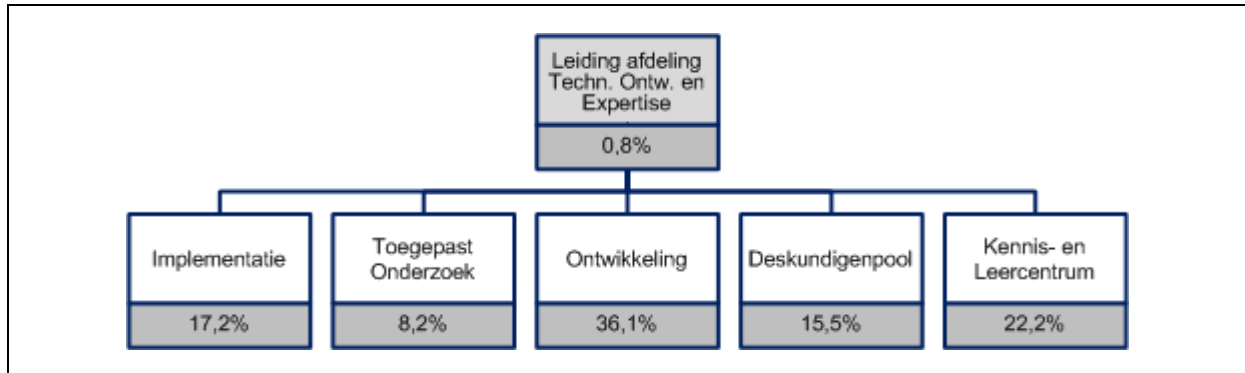 Leiding afdeling
Techn. Ontw. en
Expertise
0,8%
Implementatie
17,2%
Toegepast
Onderzoek
8,2%
Ontwikkeling
36,1%
Deskundigenpool
15,5%
Kennis- en
Leercentrum
22,2%